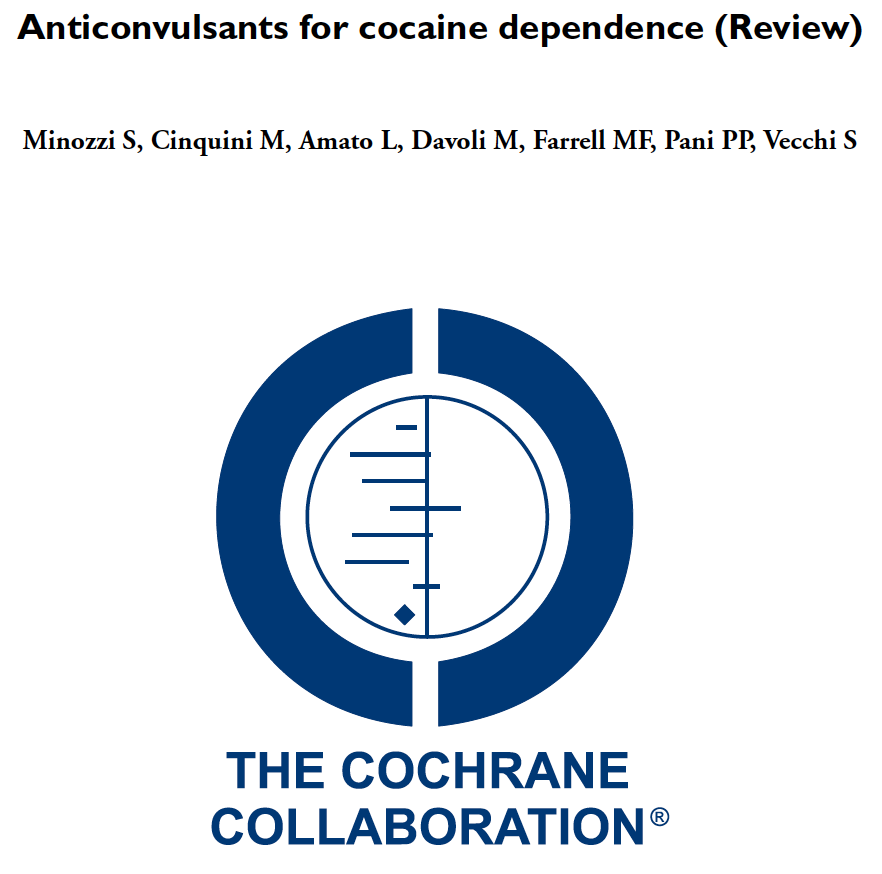 Anticonvulsants for cocaine dependence (Review)
Minozzi S, Cinquini M, Amato L, Davoli M, Farrell MF, Pani PP, Vecchi S
THE COCHRANE
COLLABORATION®